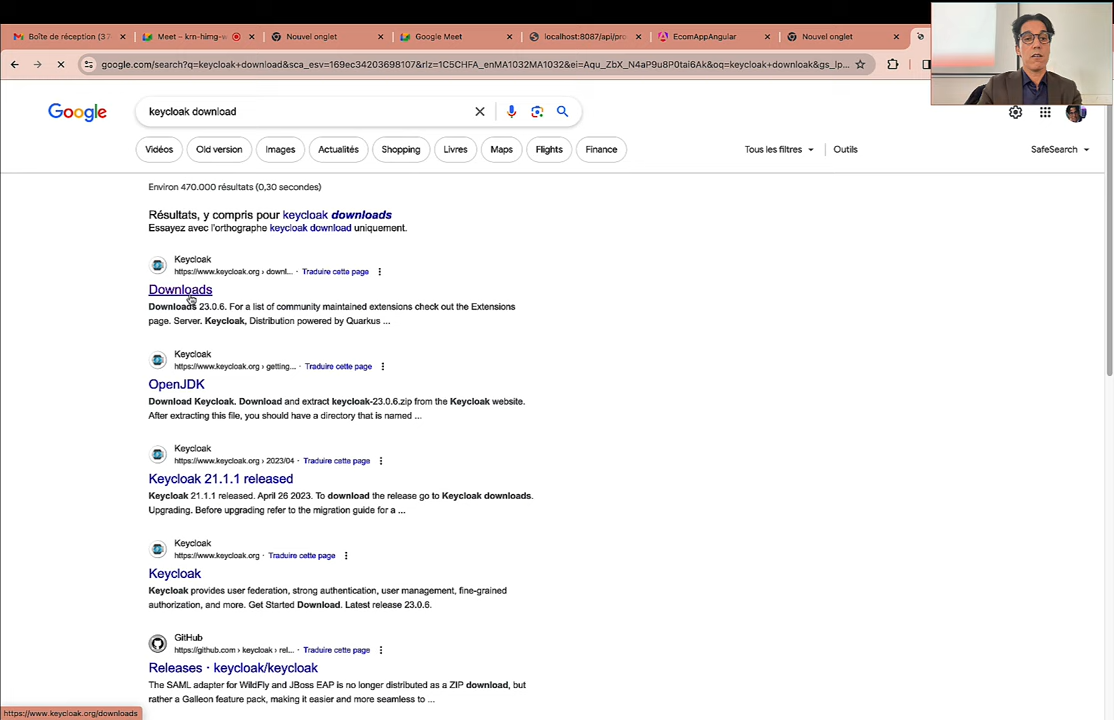 Boîte de réception (37
Meet – krn-himg-w
Nouvel onglet
Google Meet
localhost:8087/api/pro
EcomAppAngular
Nouvel onglet
google.com/search?q=keycloak+download&sca_esv=169ec34203698107&rlz=1C5CHFA_enMA1032MA1032&ei=Aqu_ZbX_N4aP9u8P0tai6Ak&oq=keycloak+downloak&gs_lp...
Google
keycloak download
Vidéos
Old version
Images
Actualités
Shopping
Livres
Maps
Flights
Finance
Tous les filtres
Outils
SafeSearch
Environ 470.000 résultats (0,30 secondes)
Résultats, y compris pour keycloak downloads
Essayez avec l'orthographe keycloak download uniquement.
Keycloak
https://www.keycloak.org › downl... · Traduire cette page
Downloads
Downloads 23.0.6. For a list of community maintained extensions check out the Extensions
page. Server. Keycloak, Distribution powered by Quarkus ...
Keycloak
https://www.keycloak.org › getting... · Traduire cette page
OpenJDK
Download Keycloak. Download and extract keycloak-23.0.6.zip from the Keycloak website.
After extracting this file, you should have a directory that is named ...
Keycloak
https://www.keycloak.org › 2023/04 · Traduire cette page
Keycloak 21.1.1 released
Keycloak 21.1.1 released. April 26 2023. To download the release go to Keycloak downloads.
Upgrading. Before upgrading refer to the migration guide for a ...
Keycloak
https://www.keycloak.org · Traduire cette page
Keycloak
Keycloak provides user federation, strong authentication, user management, fine-grained
authorization, and more. Get Started Download. Latest release 23.0.6.
GitHub
https://github.com › keycloak › rel... · Traduire cette page
Releases · keycloak/keycloak
The SAML adapter for WildFly and JBoss EAP is no longer distributed as a ZIP download, but
rather a Galleon feature pack, making it easier and more seamless to ...
https://www.keycloak.org/downloads